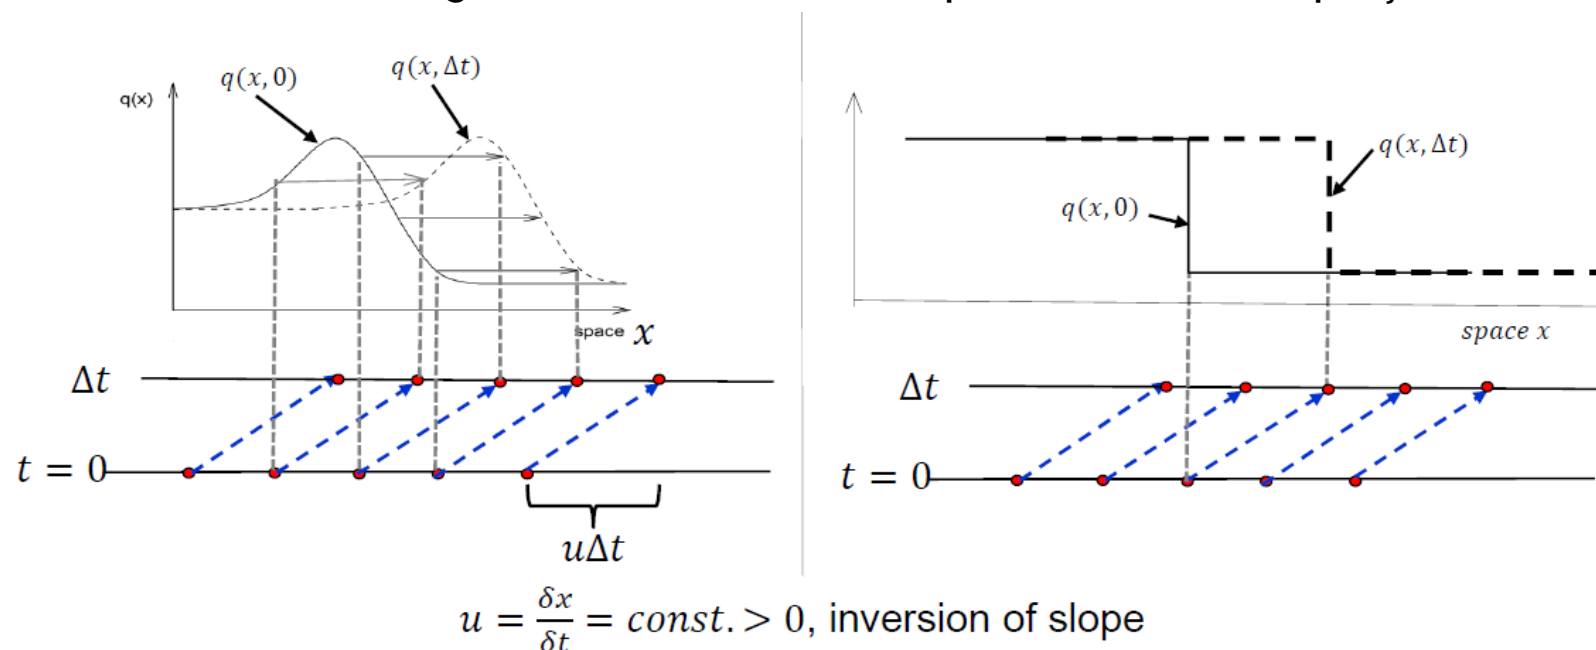 q(x, 0)
q(x, Δt)
q(x)
space x
Δt
t = 0
uΔt
q(x, Δt)
q(x, 0)
space x
Δt
t = 0
u = δx/δt = const. > 0, inversion of slope